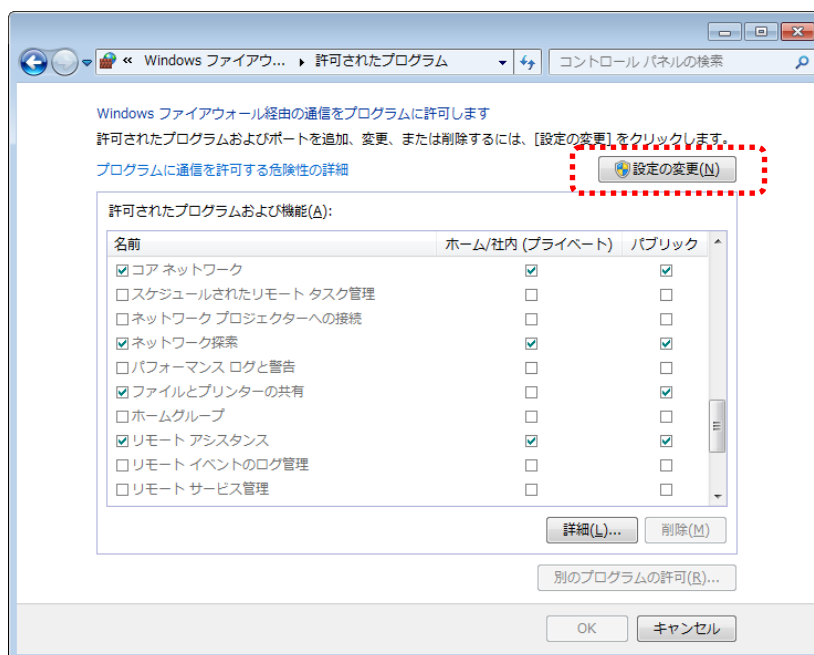 « Windows ファイアウ... ▸ 許可されたプログラム
コントロール パネルの検索
Windows ファイアウォール経由の通信をプログラムに許可します
許可されたプログラムおよびポートを追加、変更、または削除するには、[設定の変更] をクリックします。
プログラムに通信を許可する危険性の詳細
設定の変更(N)
許可されたプログラムおよび機能(A):
名前 ホーム/社内 (プライベート) パブリック
コア ネットワーク
スケジュールされたリモート タスク管理
ネットワーク プロジェクターへの接続
ネットワーク探索
パフォーマンス ログと警告
ファイルとプリンターの共有
ホームグループ
リモート アシスタンス
リモート イベントのログ管理
リモート サービス管理
詳細(L)... 削除(M)
別のプログラムの許可(R)...
OK キャンセル